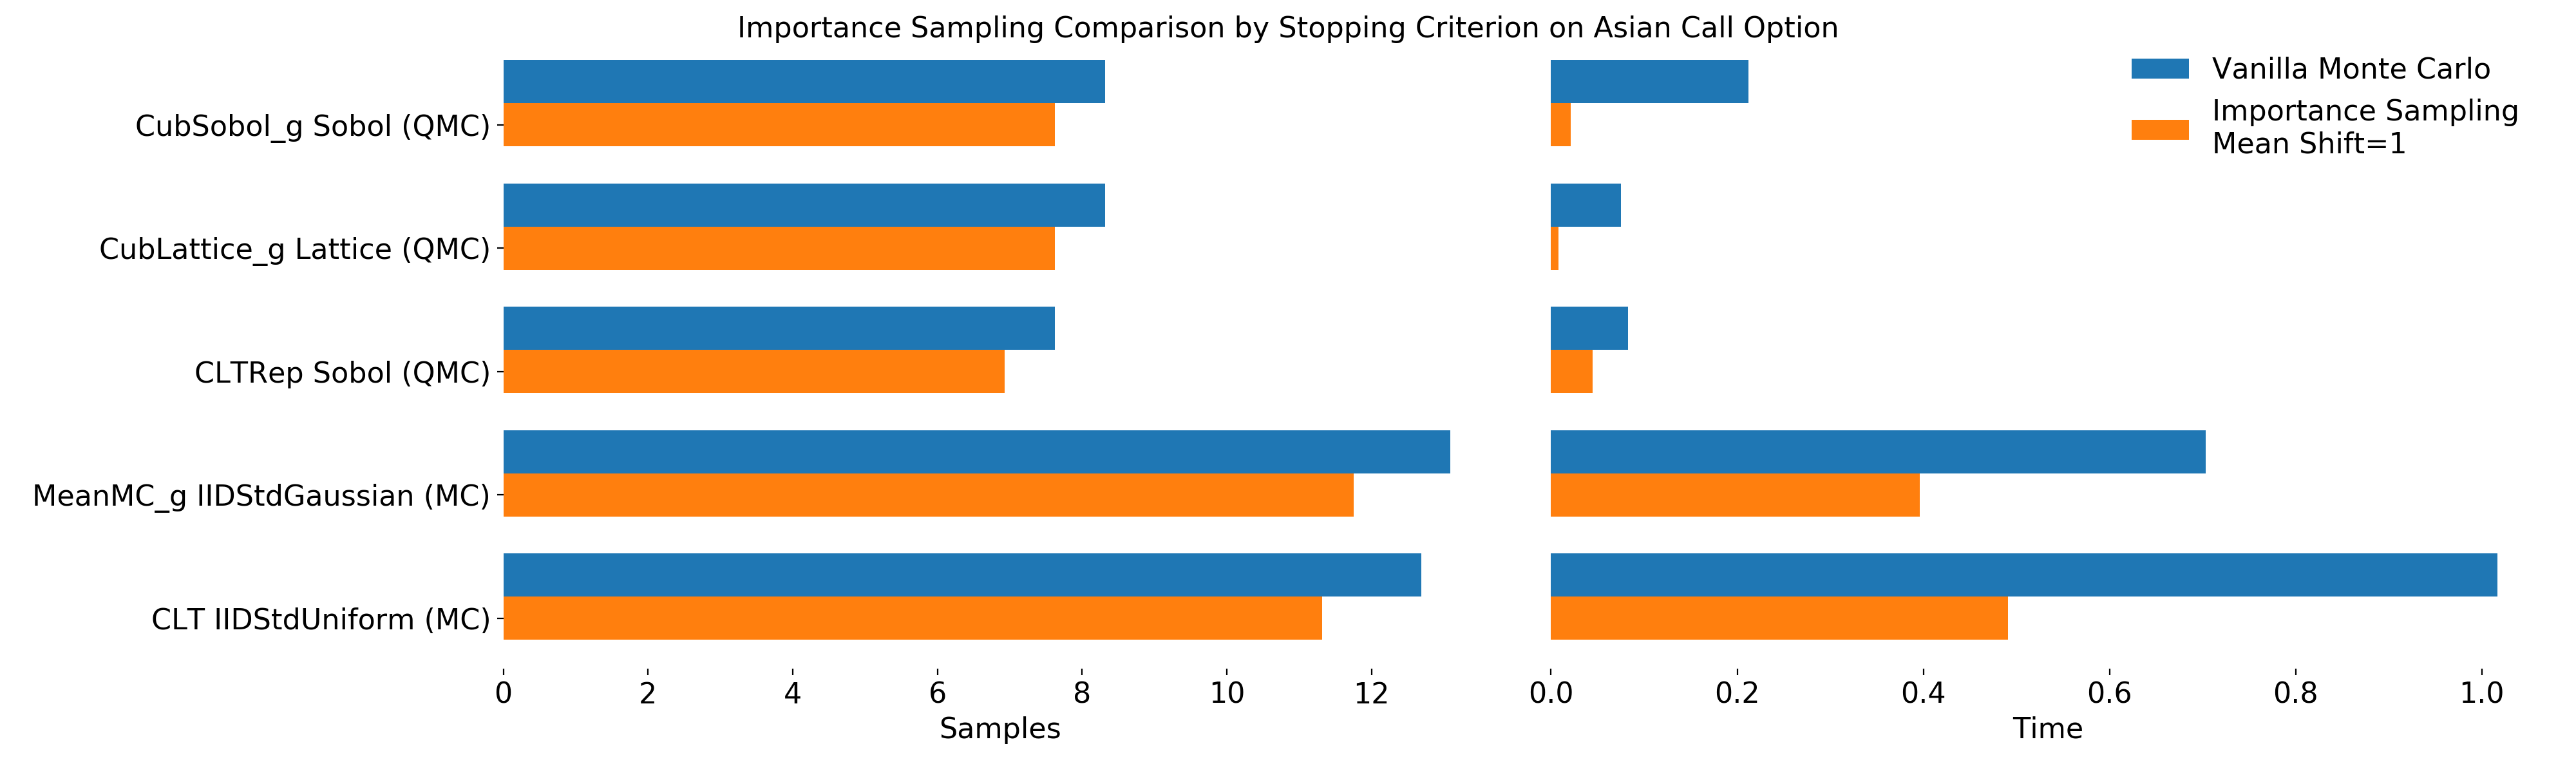 Importance Sampling Comparison by Stopping Criterion on Asian Call Option
Vanilla Monte Carlo
Importance Sampling
Mean Shift=1
CubSobol_g Sobol (QMC)
CubLattice_g Lattice (QMC)
CLTRep Sobol (QMC)
MeanMC_g IIDStdGaussian (MC)
CLT IIDStdUniform (MC)
0 2 4 6 8 10 12
Samples
0.0 0.2 0.4 0.6 0.8 1.0
Time